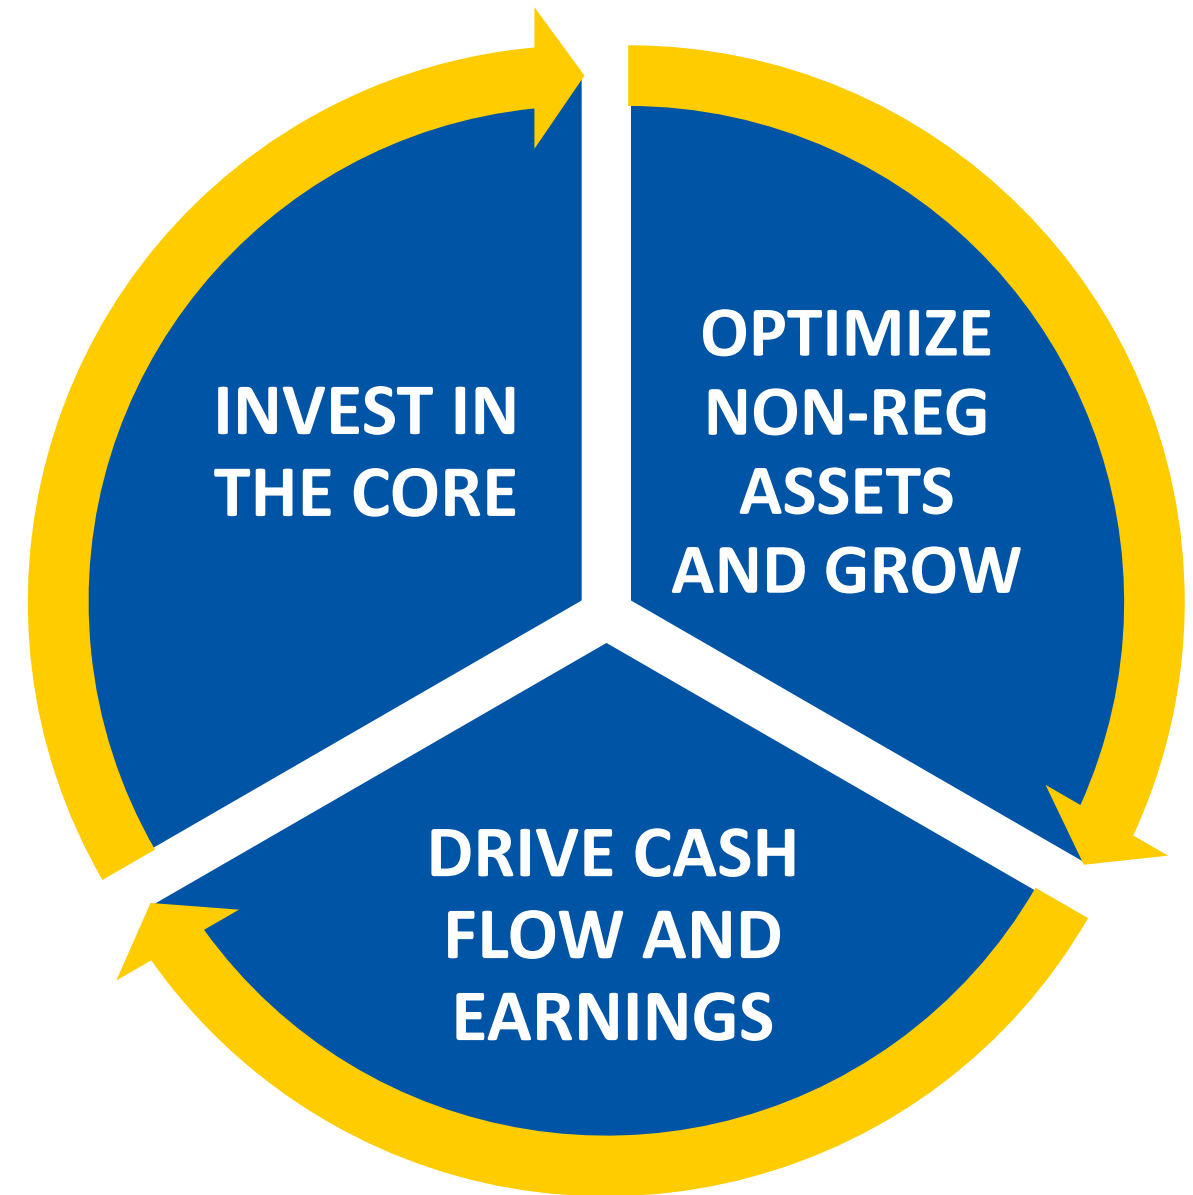 INVEST IN
THE CORE
OPTIMIZE
NON-REG
ASSETS
AND GROW
DRIVE CASH
FLOW AND
EARNINGS